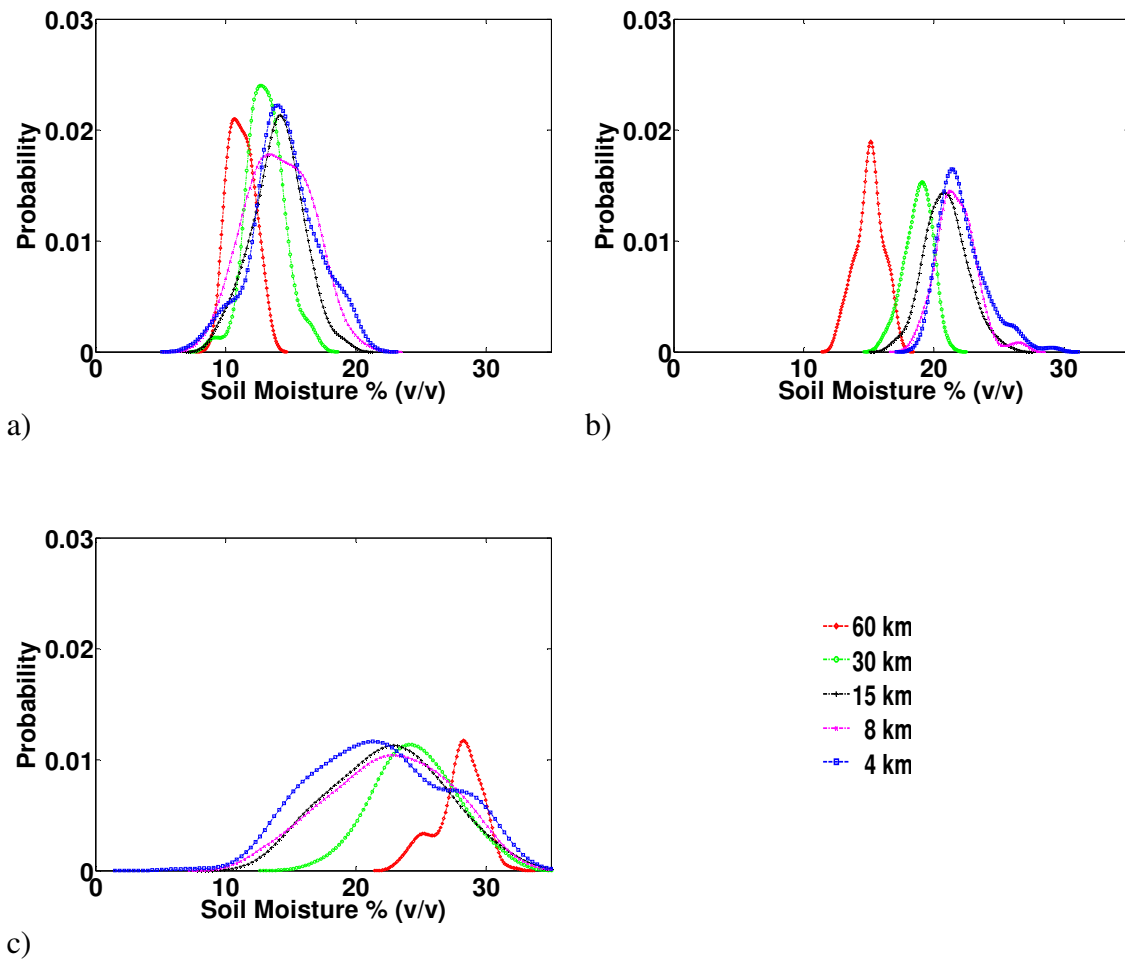 0.03
0.02
0.01
0
Probability
0 10 20 30
Soil Moisture % (v/v)
a)
0.03
0.02
0.01
0
Probability
0 10 20 30
Soil Moisture % (v/v)
b)
0.03
0.02
0.01
0
Probability
0 10 20 30
Soil Moisture % (v/v)
c)
60 km
30 km
15 km
8 km
4 km